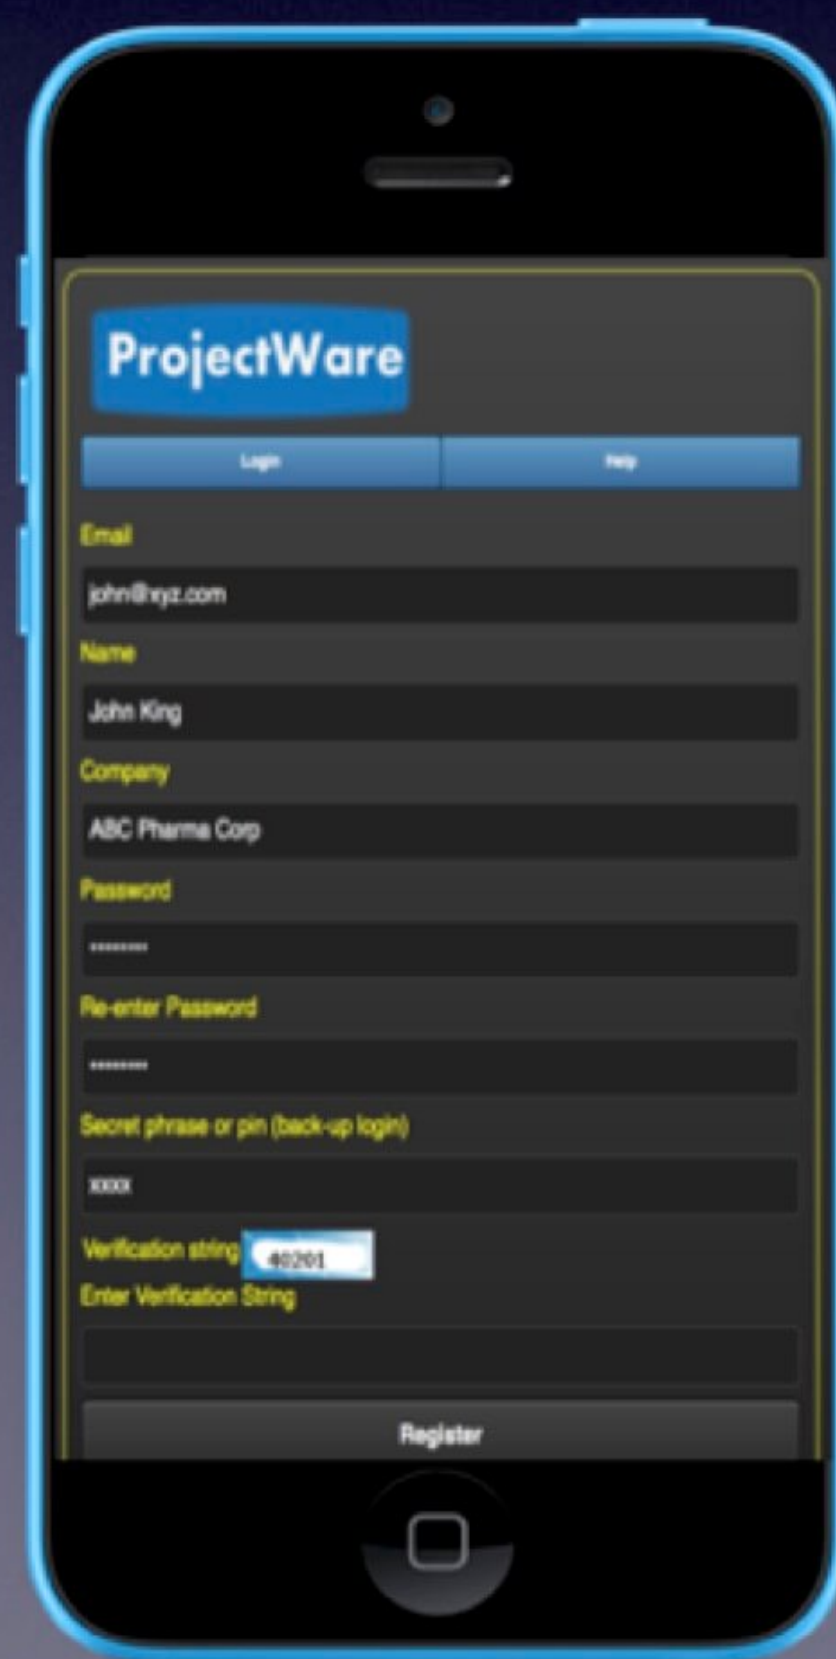 ProjectWare
Login Help
Email
john@xyz.com
Name
John King
Company
ABC Pharma Corp
Password
••••••••
Re-enter Password
••••••••
Secret phrase or pin (back-up login)
xxxx
Verification string 40201
Enter Verification String
Register